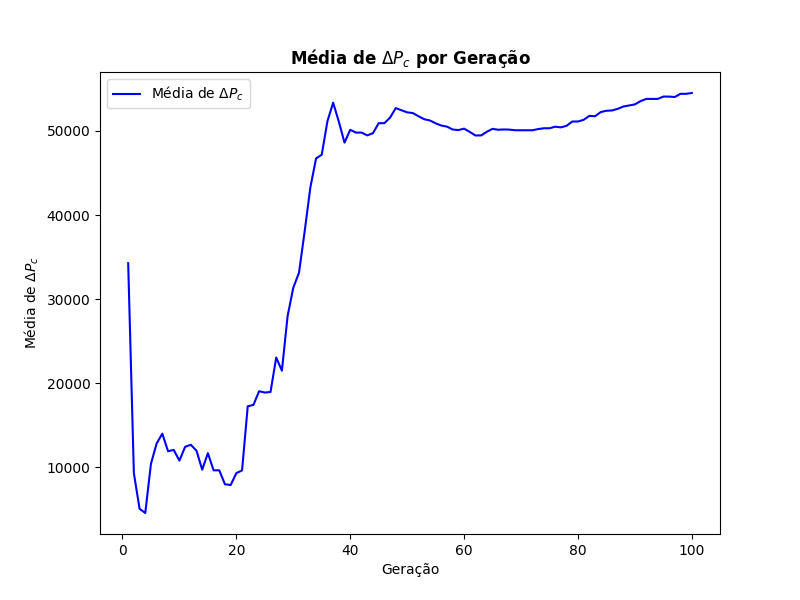 Média de ΔP_c por Geração
Média de ΔP_c
50000
40000
30000
20000
10000
Média de ΔP_c
0 20 40 60 80 100
Geração